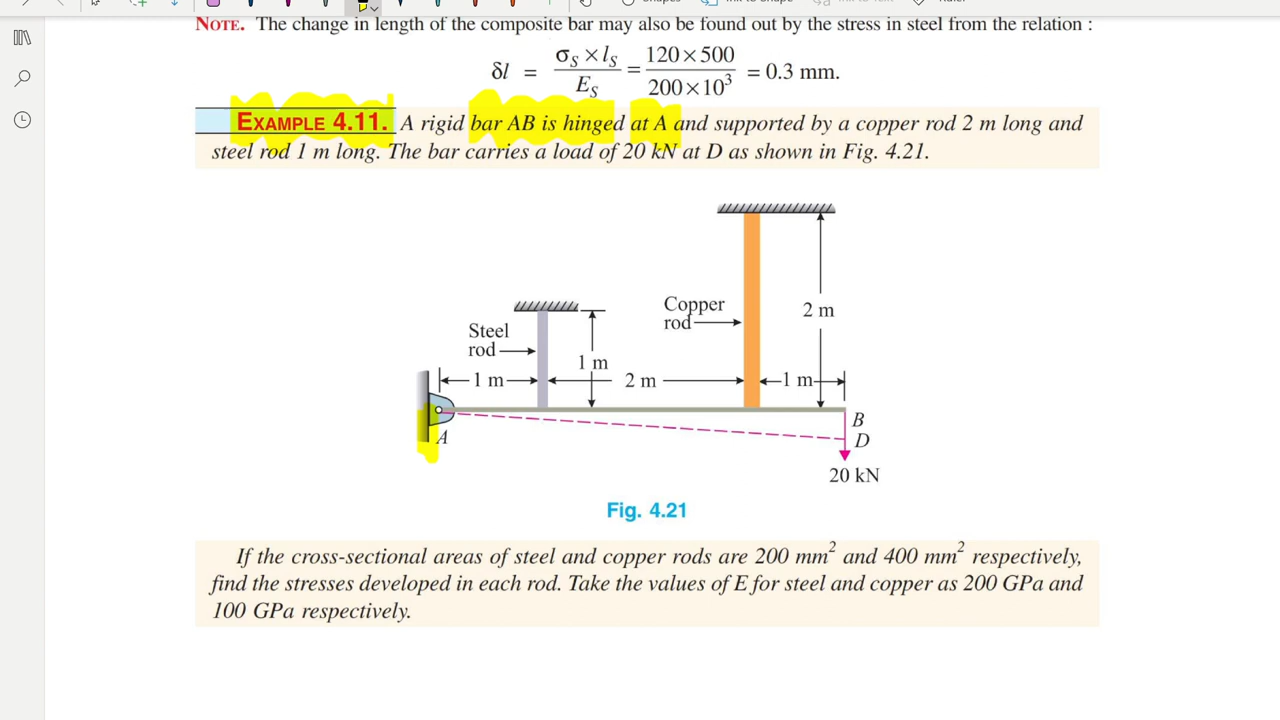 NOTE. The change in length of the composite bar may also be found out by the stress in steel from the relation :
δl = σS × lS / ES = 120 × 500 / 200 × 10³ = 0.3 mm.
EXAMPLE 4.11. A rigid bar AB is hinged at A and supported by a copper rod 2 m long and
steel rod 1 m long. The bar carries a load of 20 kN at D as shown in Fig. 4.21.
Copper
rod
2 m
Steel
rod
1 m
1 m
2 m
1 m
A
B
D
20 kN
Fig. 4.21
If the cross-sectional areas of steel and copper rods are 200 mm² and 400 mm² respectively,
find the stresses developed in each rod. Take the values of E for steel and copper as 200 GPa and
100 GPa respectively.